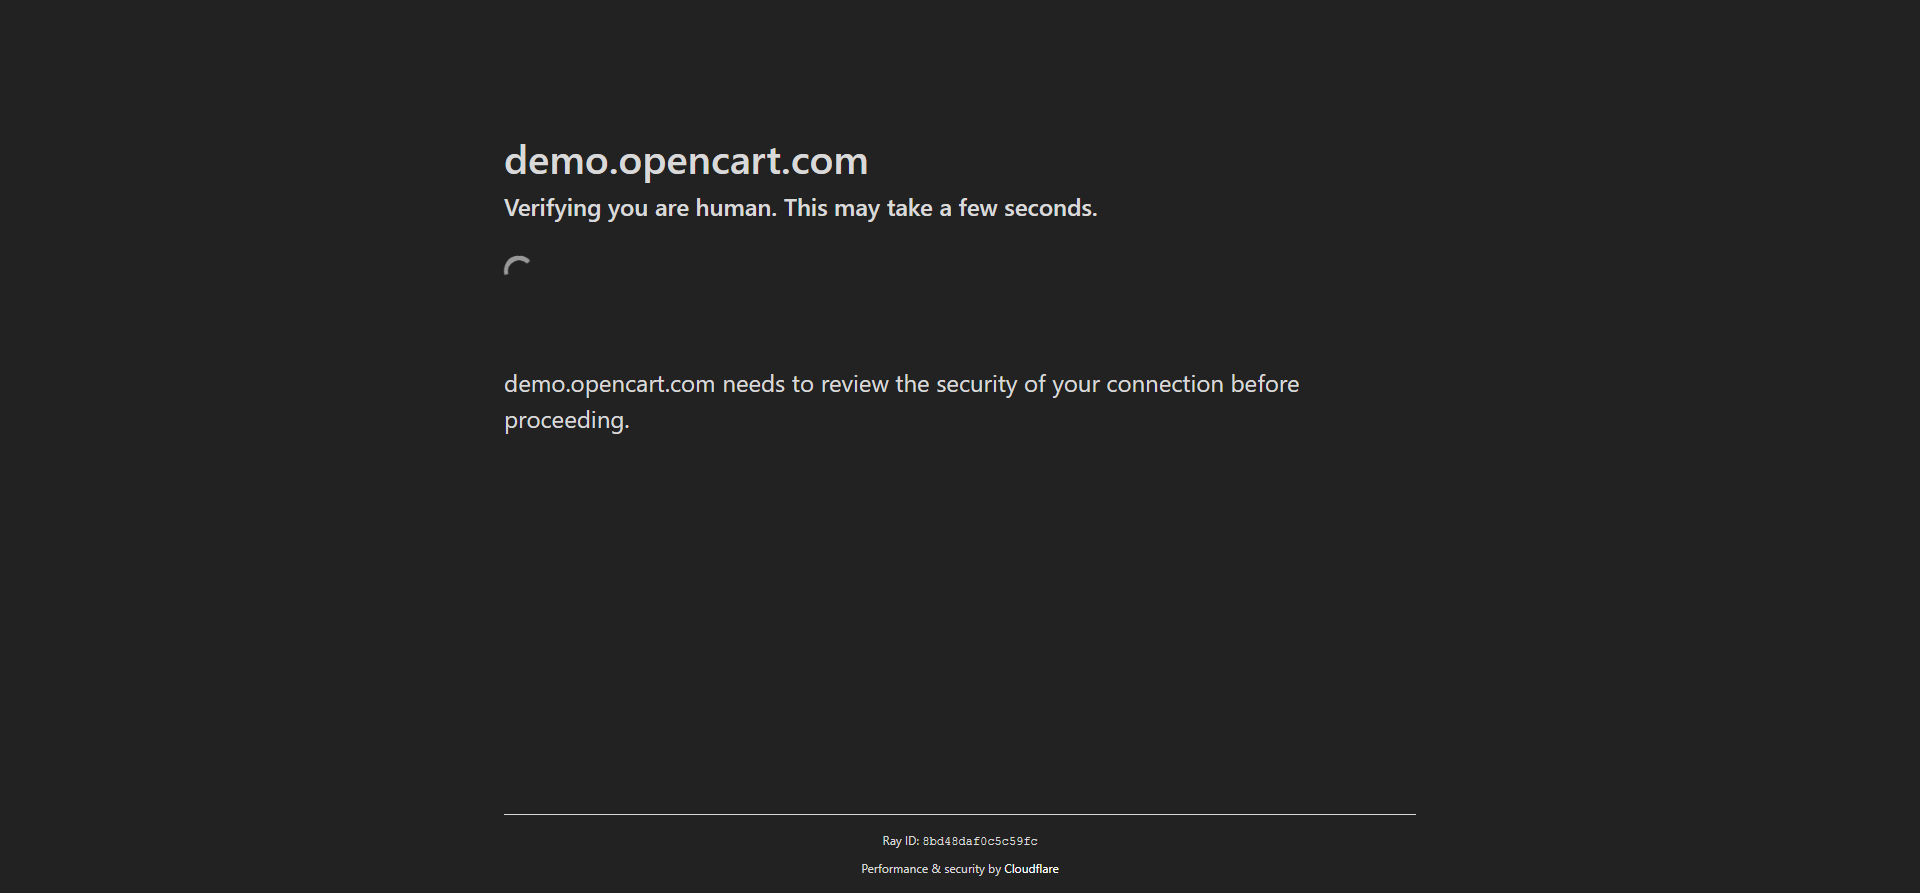 demo.opencart.com
Verifying you are human. This may take a few seconds.
demo.opencart.com needs to review the security of your connection before
proceeding.
Ray ID: 8bd48daf0c5c59fc
Performance & security by Cloudflare